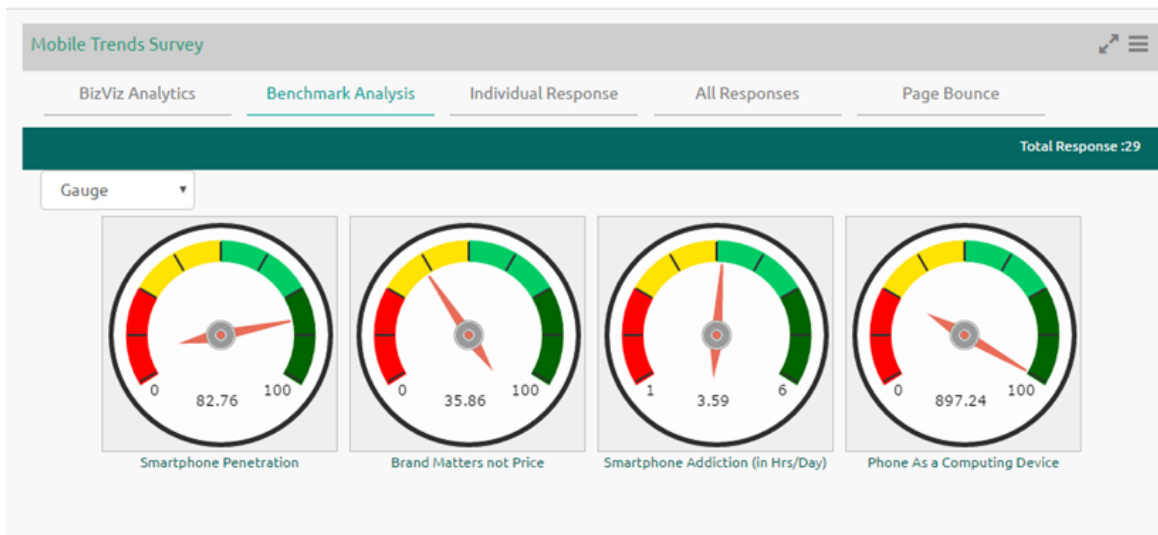 Mobile Trends Survey
BizViz Analytics Benchmark Analysis Individual Response All Responses Page Bounce
Total Response :29
Gauge
0 100 0 100 1 6 0 100
82.76 35.86 3.59 897.24
Smartphone Penetration Brand Matters not Price Smartphone Addiction (in Hrs/Day) Phone As a Computing Device